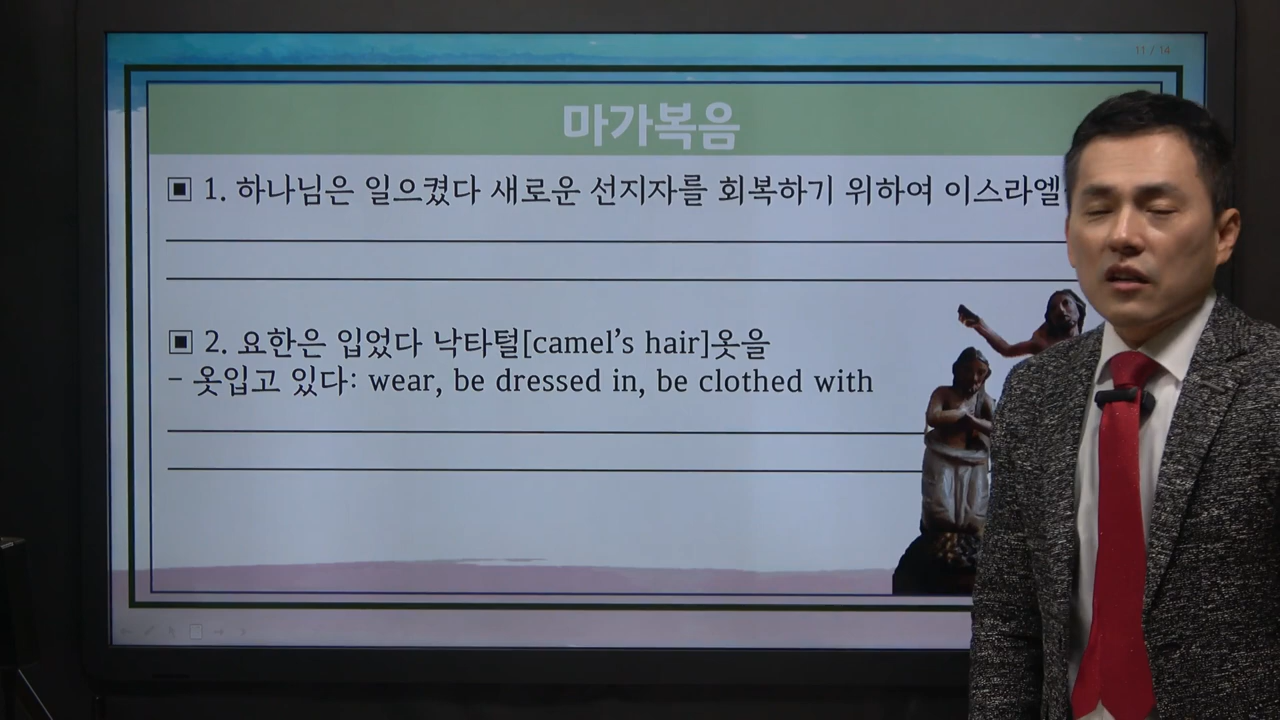 11 / 14
마가복음
▣ 1. 하나님은 일으켰다 새로운 선지자를 회복하기 위하여 이스라엘
▣ 2. 요한은 입었다 낙타털[camel's hair]옷을
- 옷입고 있다: wear, be dressed in, be clothed with